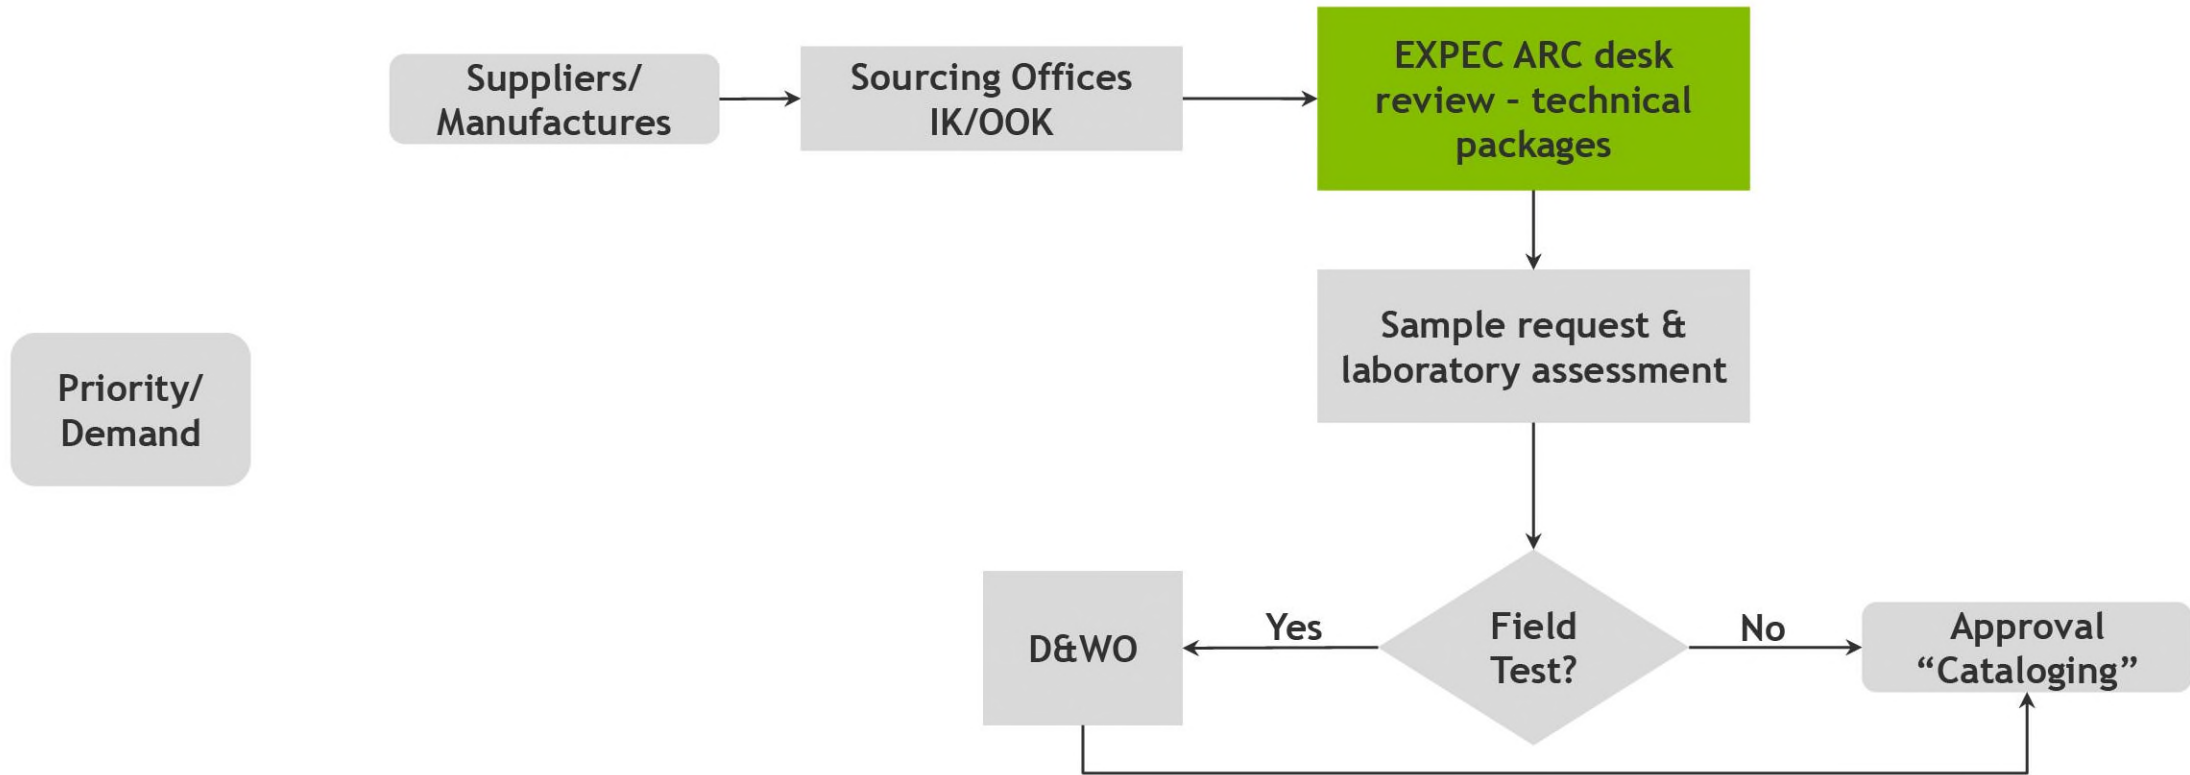 Suppliers/
Manufactures
Sourcing Offices
IK/OOK
EXPEC ARC desk
review - technical
packages
Sample request &
laboratory assessment
Priority/
Demand
D&WO
Yes
Field
Test?
No
Approval
“Cataloging”